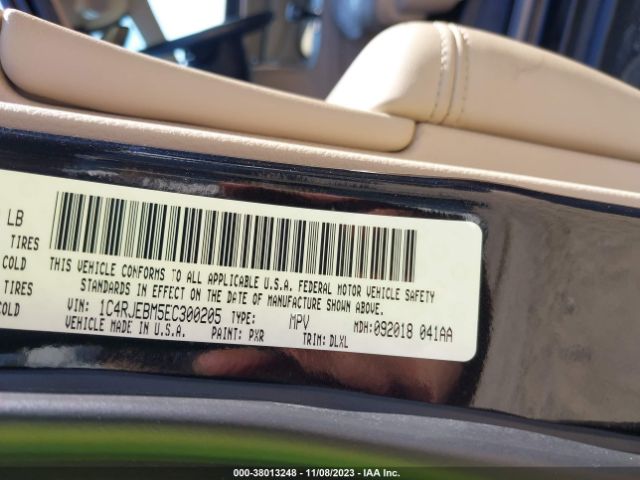 LB
TIRES
COLD
TIRES
COLD
THIS VEHICLE CONFORMS TO ALL APPLICABLE U.S.A. FEDERAL MOTOR VEHICLE SAFETY
STANDARDS IN EFFECT ON THE DATE OF MANUFACTURE SHOWN ABOVE.
VIN: 1C4RJEBM5EC300205 TYPE: MPV MDH: 092018 041AA
VEHICLE MADE IN U.S.A. PAINT: PXR TRIM: DLXL
000-38013248 - 11/08/2023 - IAA Inc.